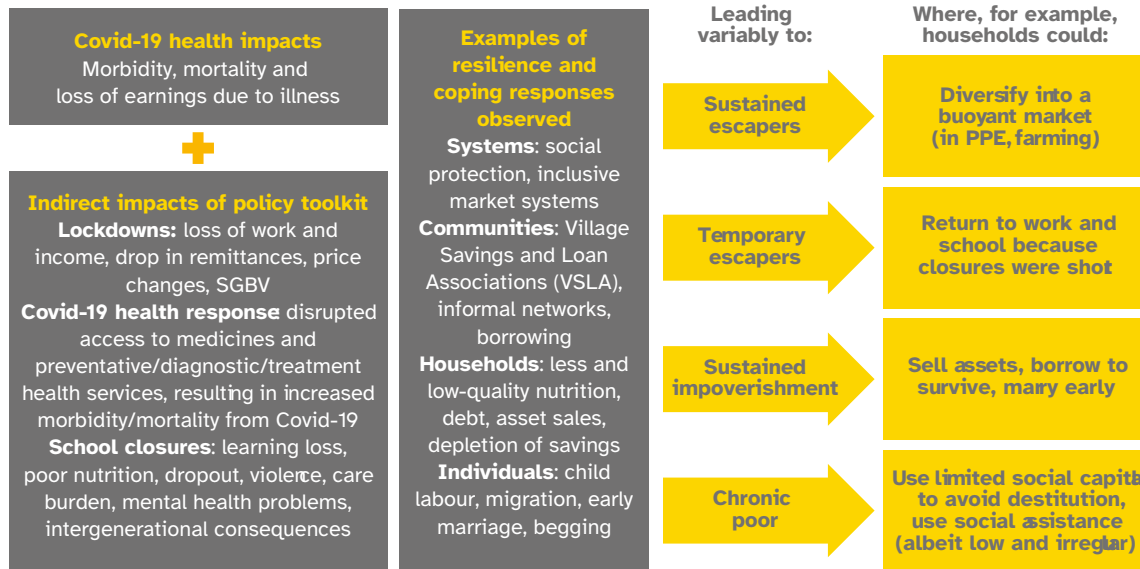 Covid-19 health impacts
Morbidity, mortality and
loss of earnings due to illness
Indirect impacts of policy toolkit
Lockdowns: loss of work and
income, drop in remittances, price
changes, SGBV
Covid-19 health response: disrupted
access to medicines and
preventative/diagnostic/treatment
health services, resulting in increased
morbidity/mortality from Covid-19
School closures: learning loss,
poor nutrition, dropout, violence, care
burden, mental health problems,
intergenerational consequences
Examples of
resilience and
coping responses
observed
Systems: social
protection, inclusive
market systems
Communities: Village
Savings and Loan
Associations (VSLA),
informal networks,
borrowing
Households: less and
low-quality nutrition,
debt, asset sales,
depletion of savings
Individuals: child
labour, migration, early
marriage, begging
Leading
variably to:
Where, for example,
households could:
Sustained
escapers
Diversify into a
buoyant market
(in PPE, farming)
Temporary
escapers
Return to work and
school because
closures were short
Sustained
impoverishment
Sell assets, borrow to
survive, marry early
Chronic
poor
Use limited social capital
to avoid destitution,
use social assistance
(albeit low and irregular)